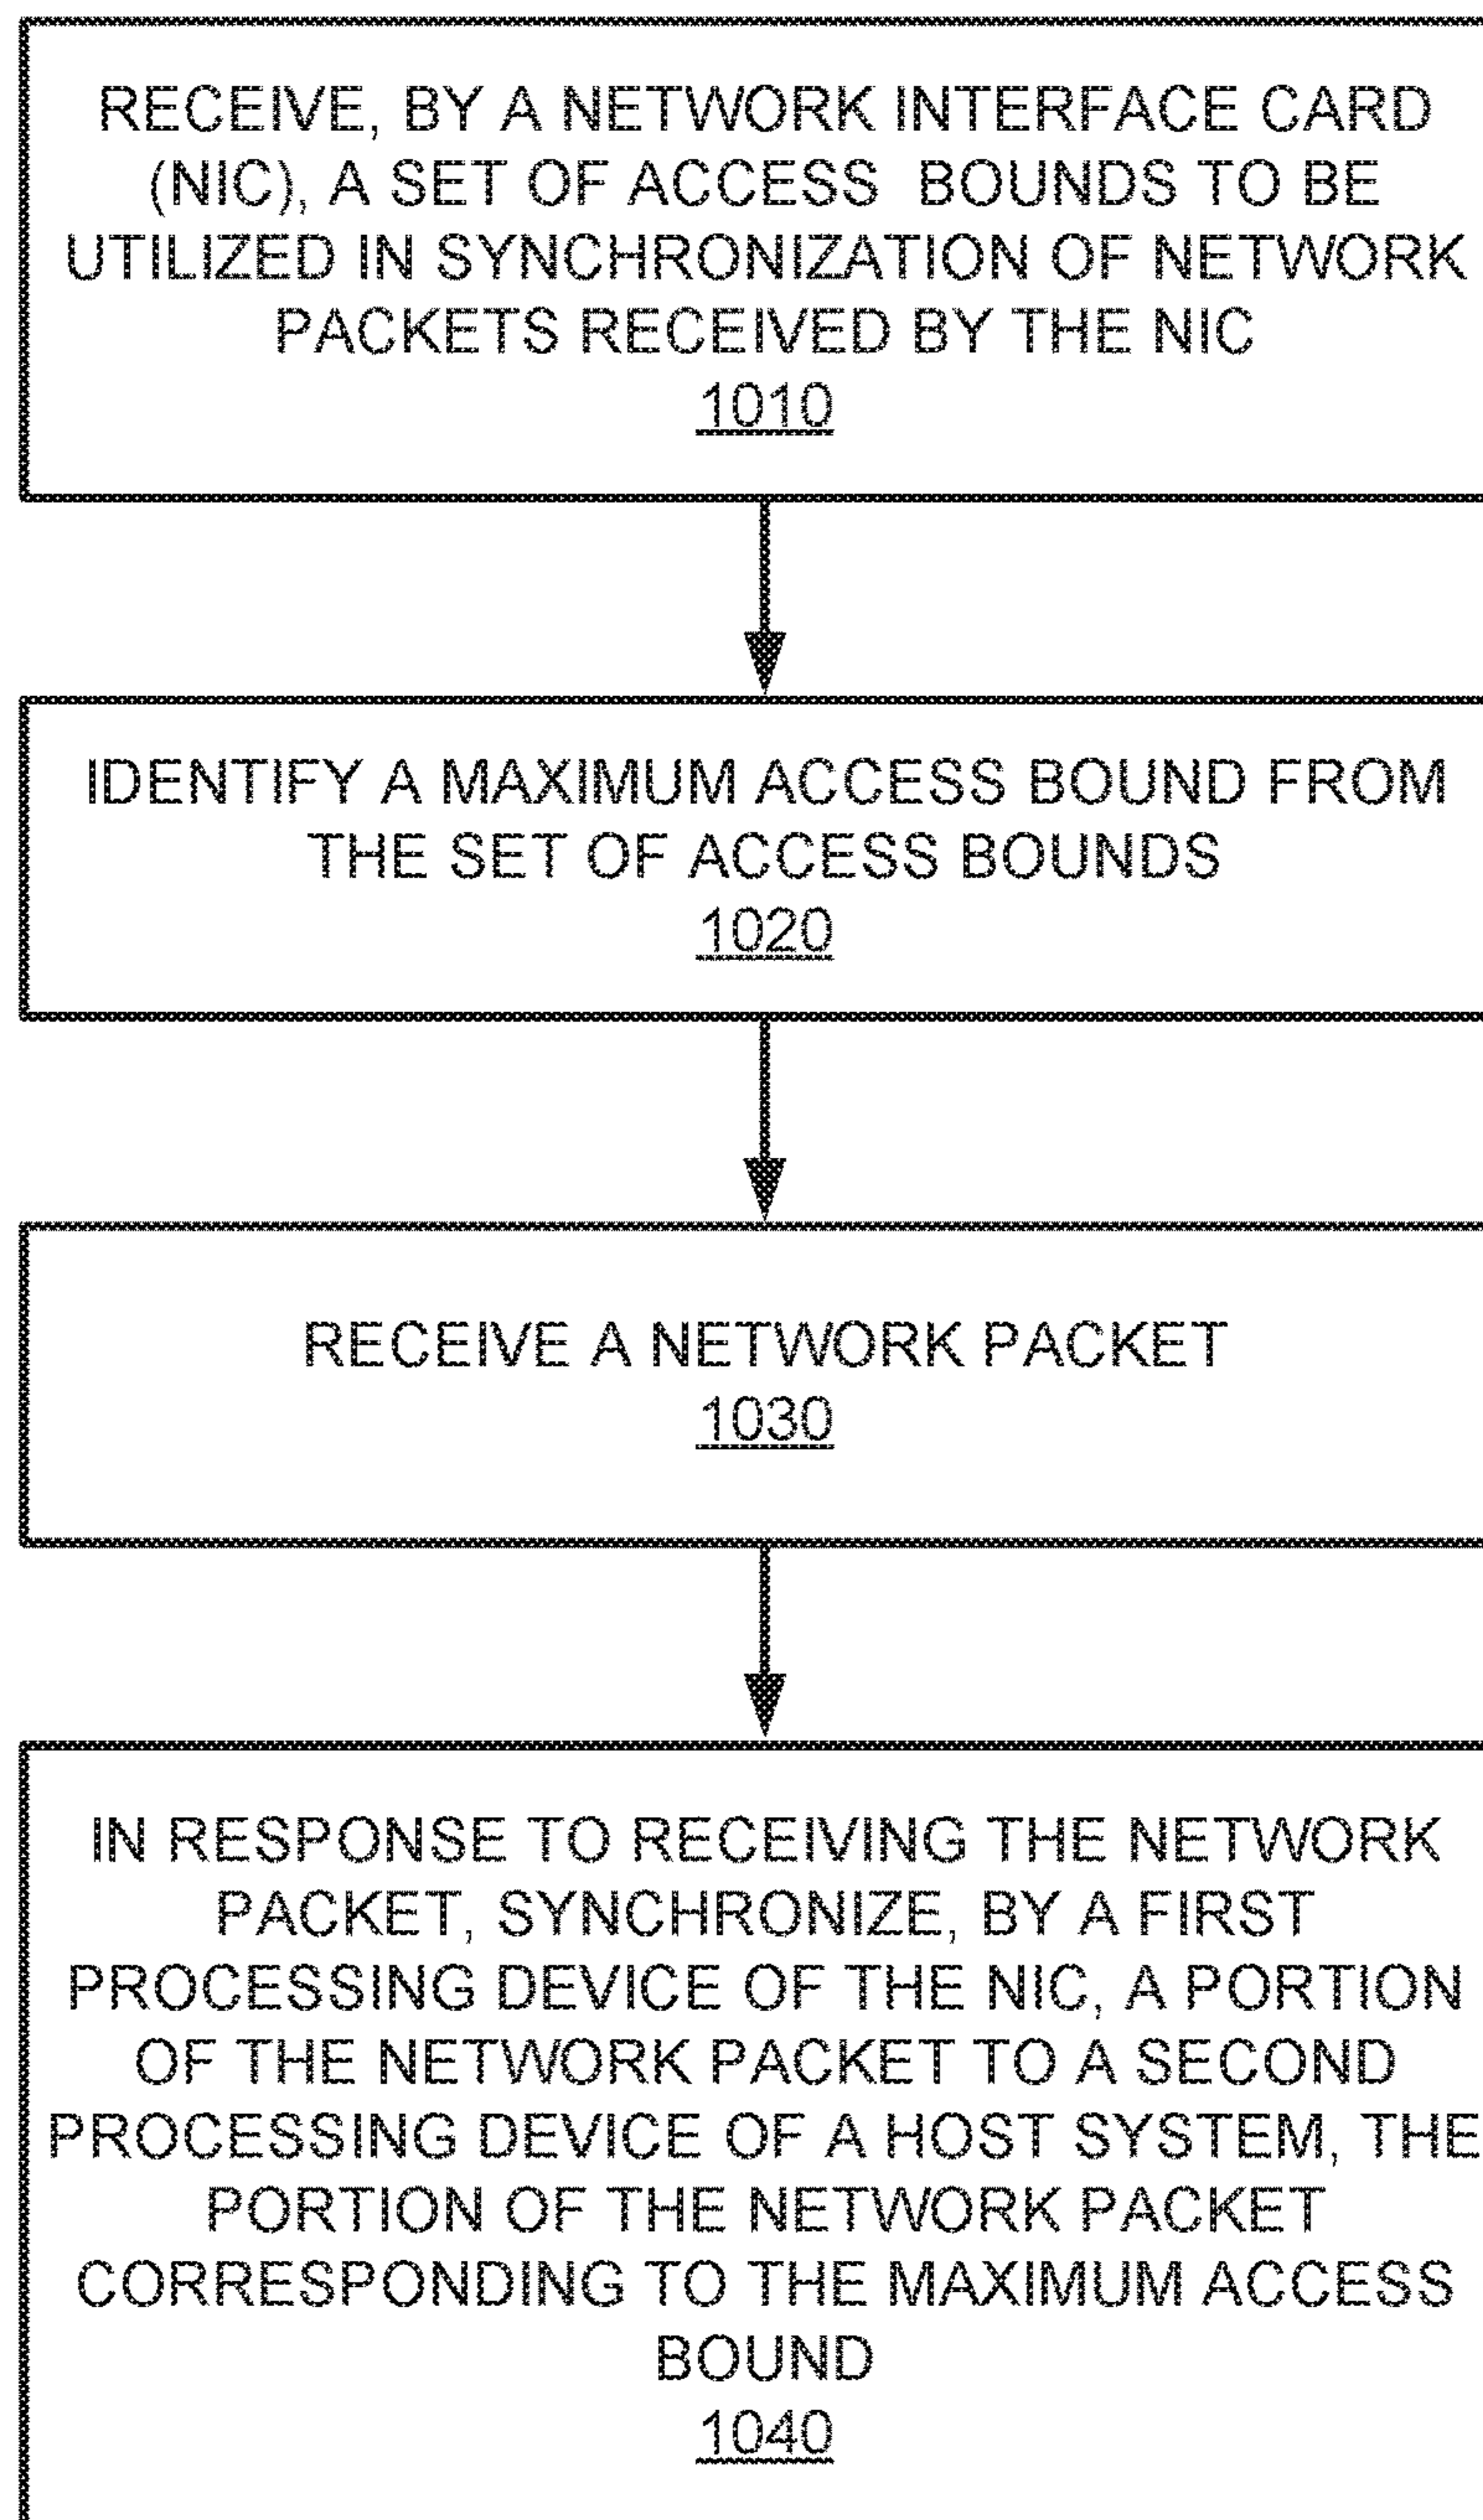 RECEIVE, BY A NETWORK INTERFACE CARD
(NIC), A SET OF ACCESS BOUNDS TO BE
UTILIZED IN SYNCHRONIZATION OF NETWORK
PACKETS RECEIVED BY THE NIC
1010
IDENTIFY A MAXIMUM ACCESS BOUND FROM
THE SET OF ACCESS BOUNDS
1020
RECEIVE A NETWORK PACKET
1030
IN RESPONSE TO RECEIVING THE NETWORK
PACKET, SYNCHRONIZE, BY A FIRST
PROCESSING DEVICE OF THE NIC, A PORTION
OF THE NETWORK PACKET TO A SECOND
PROCESSING DEVICE OF A HOST SYSTEM, THE
PORTION OF THE NETWORK PACKET
CORRESPONDING TO THE MAXIMUM ACCESS
BOUND
1040